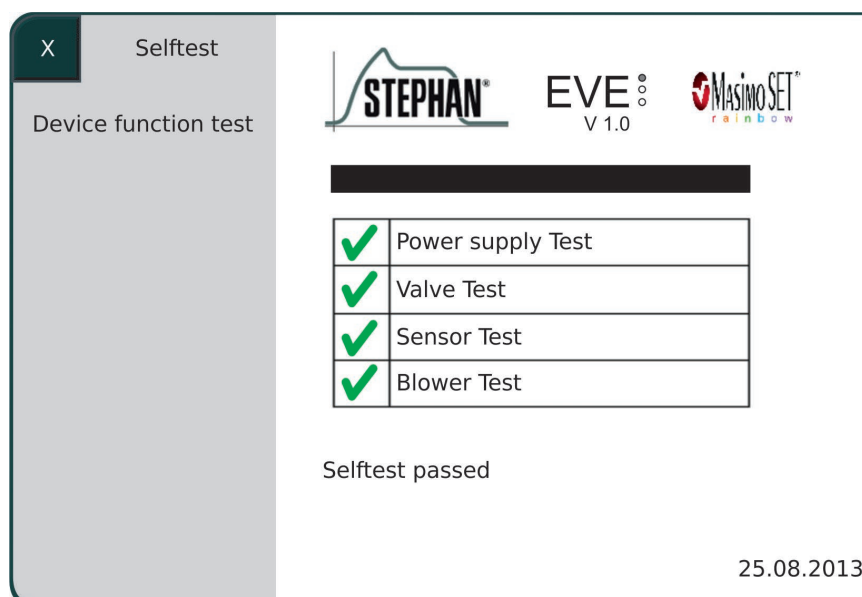 X Selftest
Device function test
STEPHAN®
EVE
V 1.0
Masimo SET®
rainbow
Power supply Test
Valve Test
Sensor Test
Blower Test
Selftest passed
25.08.2013